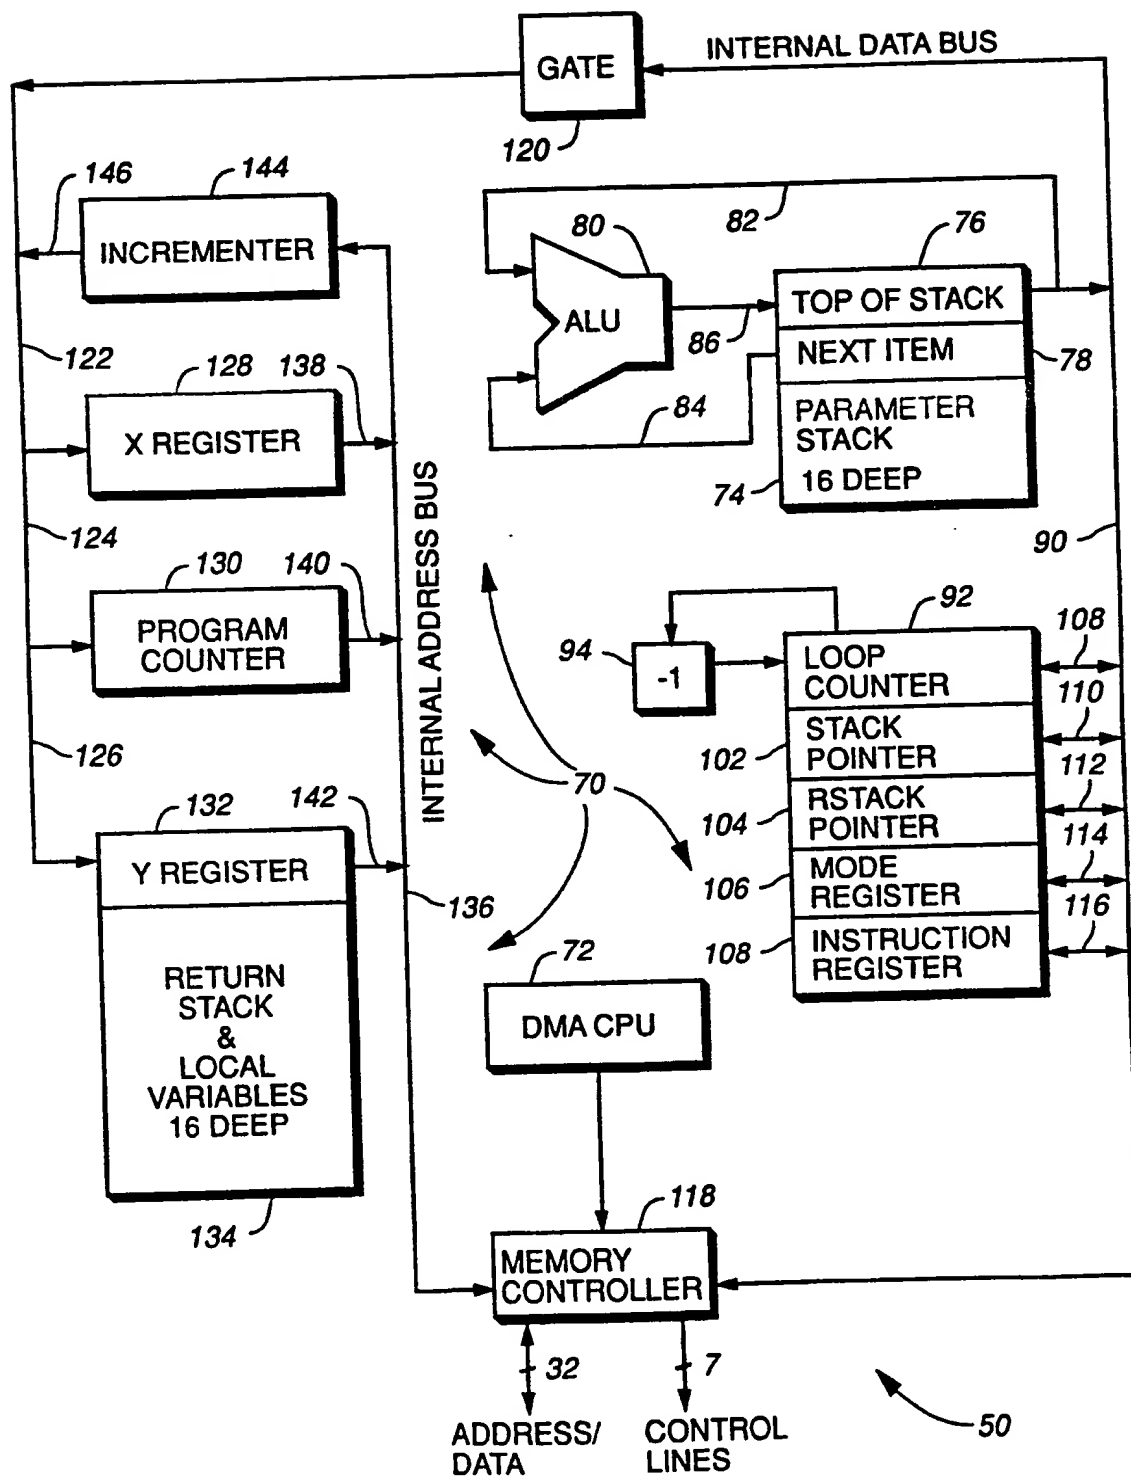 INTERNAL DATA BUS
GATE
120
146
144
INCREMENTER
82
80
76
ALU
86
TOP OF STACK
NEXT ITEM
78
PARAMETER
STACK
16 DEEP
84
74
122
128
138
X REGISTER
124
INTERNAL ADDRESS BUS
90
130
140
PROGRAM
COUNTER
94
-1
92
LOOP
COUNTER
108
110
102
STACK
POINTER
112
126
70
104
RSTACK
POINTER
114
132
142
Y REGISTER
106
MODE
REGISTER
116
136
108
INSTRUCTION
REGISTER
RETURN
STACK
&
LOCAL
VARIABLES
16 DEEP
134
72
DMA CPU
118
MEMORY
CONTROLLER
32
7
ADDRESS/
DATA
CONTROL
LINES
50